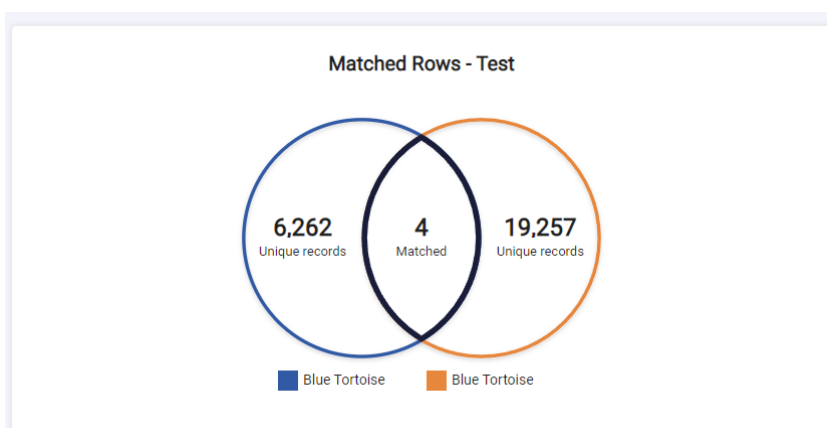 Matched Rows - Test
6,262 4 19,257
Unique records Matched Unique records
Blue Tortoise Blue Tortoise